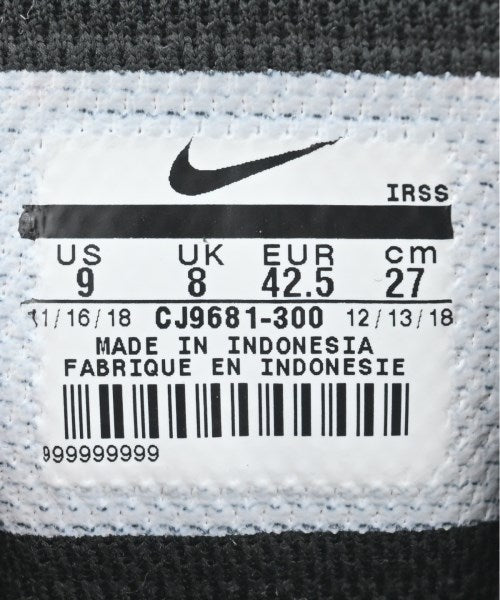 IRSS
US UK EUR cm
9 8 42.5 27
11/16/18 CJ9681-300 12/13/18
MADE IN INDONESIA
FABRIQUE EN INDONESIE
999999999